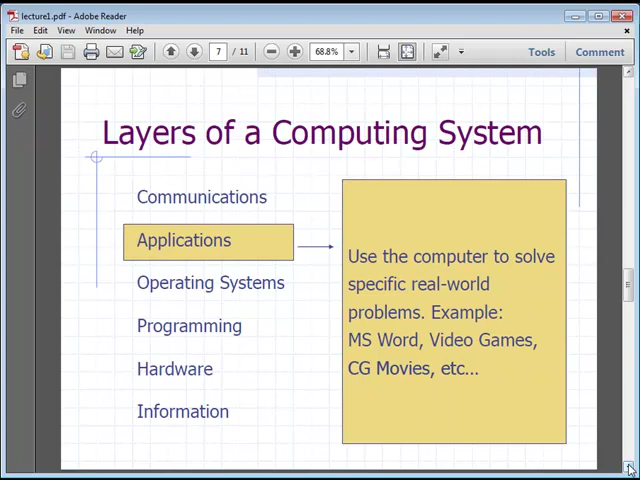 lecture1.pdf - Adobe Reader
File Edit View Window Help
7 / 11 68.8% Tools Comment
Layers of a Computing System
Communications
Applications
Operating Systems
Programming
Hardware
Information
Use the computer to solve
specific real-world
problems. Example:
MS Word, Video Games,
CG Movies, etc...